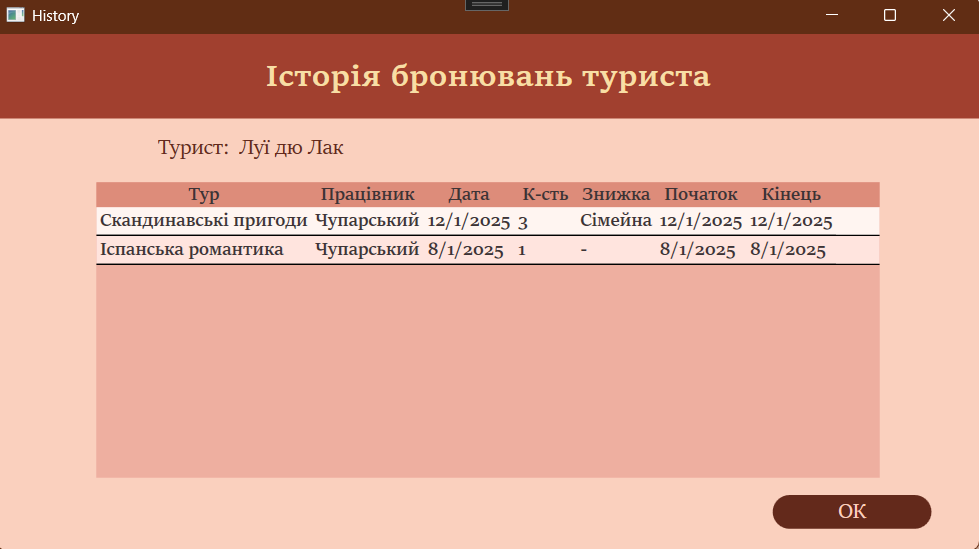 History
Історія бронювань туриста
Турист: Луї дю Лак
Тур Працівник Дата К-сть Знижка Початок Кінець
Скандинавські пригоди Чупарський 12/1/2025 3 Сімейна 12/1/2025 12/1/2025
Іспанська романтика Чупарський 8/1/2025 1 - 8/1/2025 8/1/2025
ОК